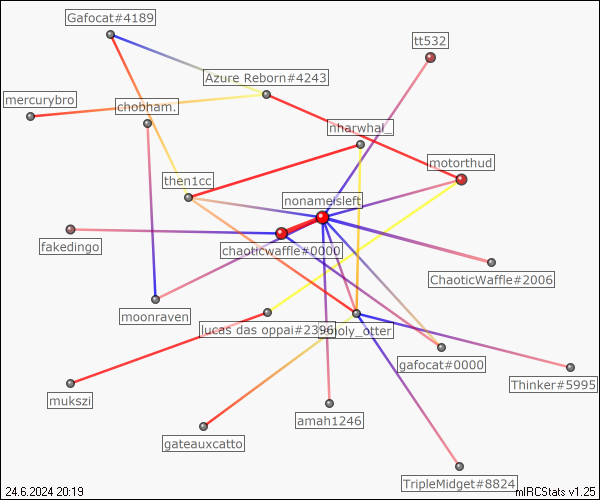 Gafocat#4189
tt532
Azure Reborn#4243
mercurybro
chobham_
nharwhal_
motorthud
then1cc
nonameisleft
fakedingo
chaoticwaffle#0000
ChaoticWaffle#2006
moonraven
lucas das oppai#2396
holy_otter
gafocat#0000
Thinker#5995
mukszi
amah1246
gateauxcatto
TripleMidget#8824
24.6.2024 20:19
mIRCStats v1.25